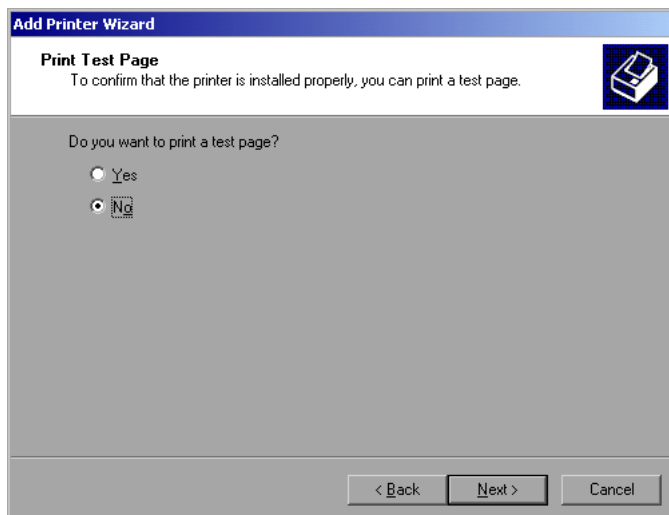 Add Printer Wizard
Print Test Page
To confirm that the printer is installed properly, you can print a test page.
Do you want to print a test page?
Yes
No
< Back
Next >
Cancel